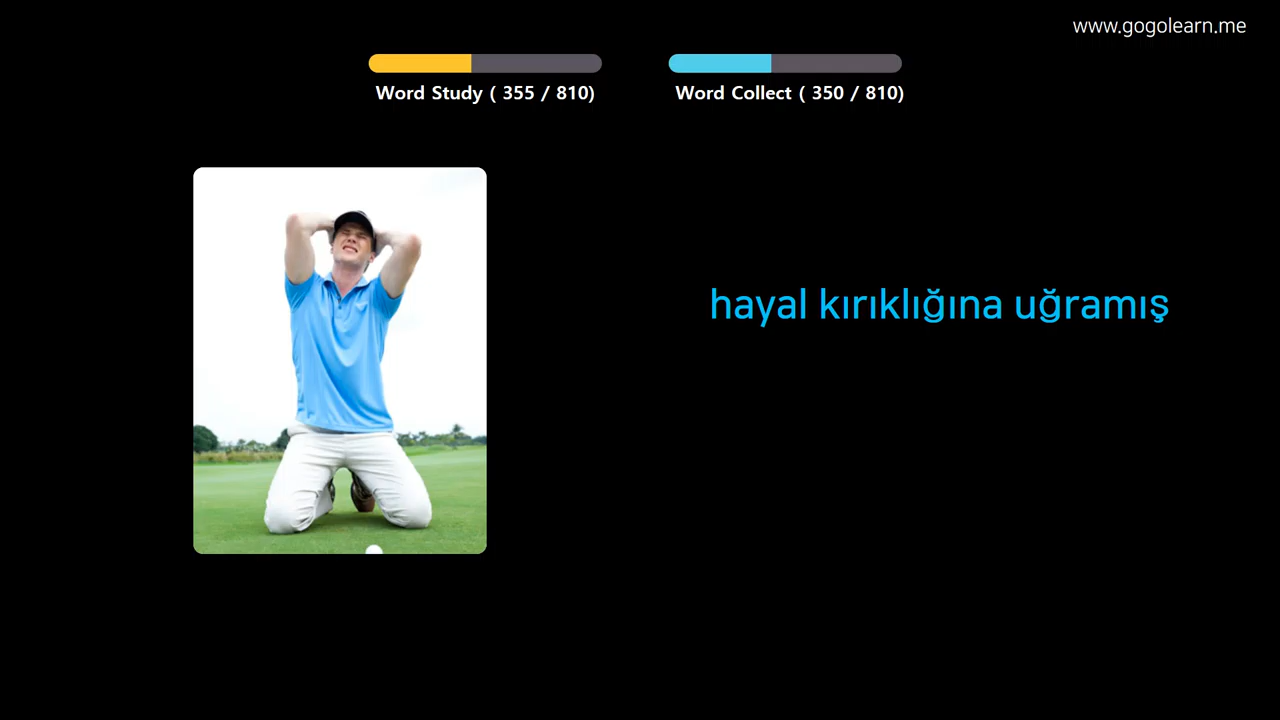 www.gogolearn.me
Word Study ( 355 / 810)
Word Collect ( 350 / 810)
hayal kırıklığına uğramış